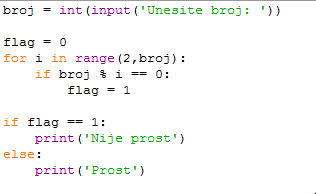 broj = int(input('Unesite broj: '))

flag = 0
for i in range(2,broj):
    if broj % i == 0:
        flag = 1

if flag == 1:
    print('Nije prost')
else:
    print('Prost')